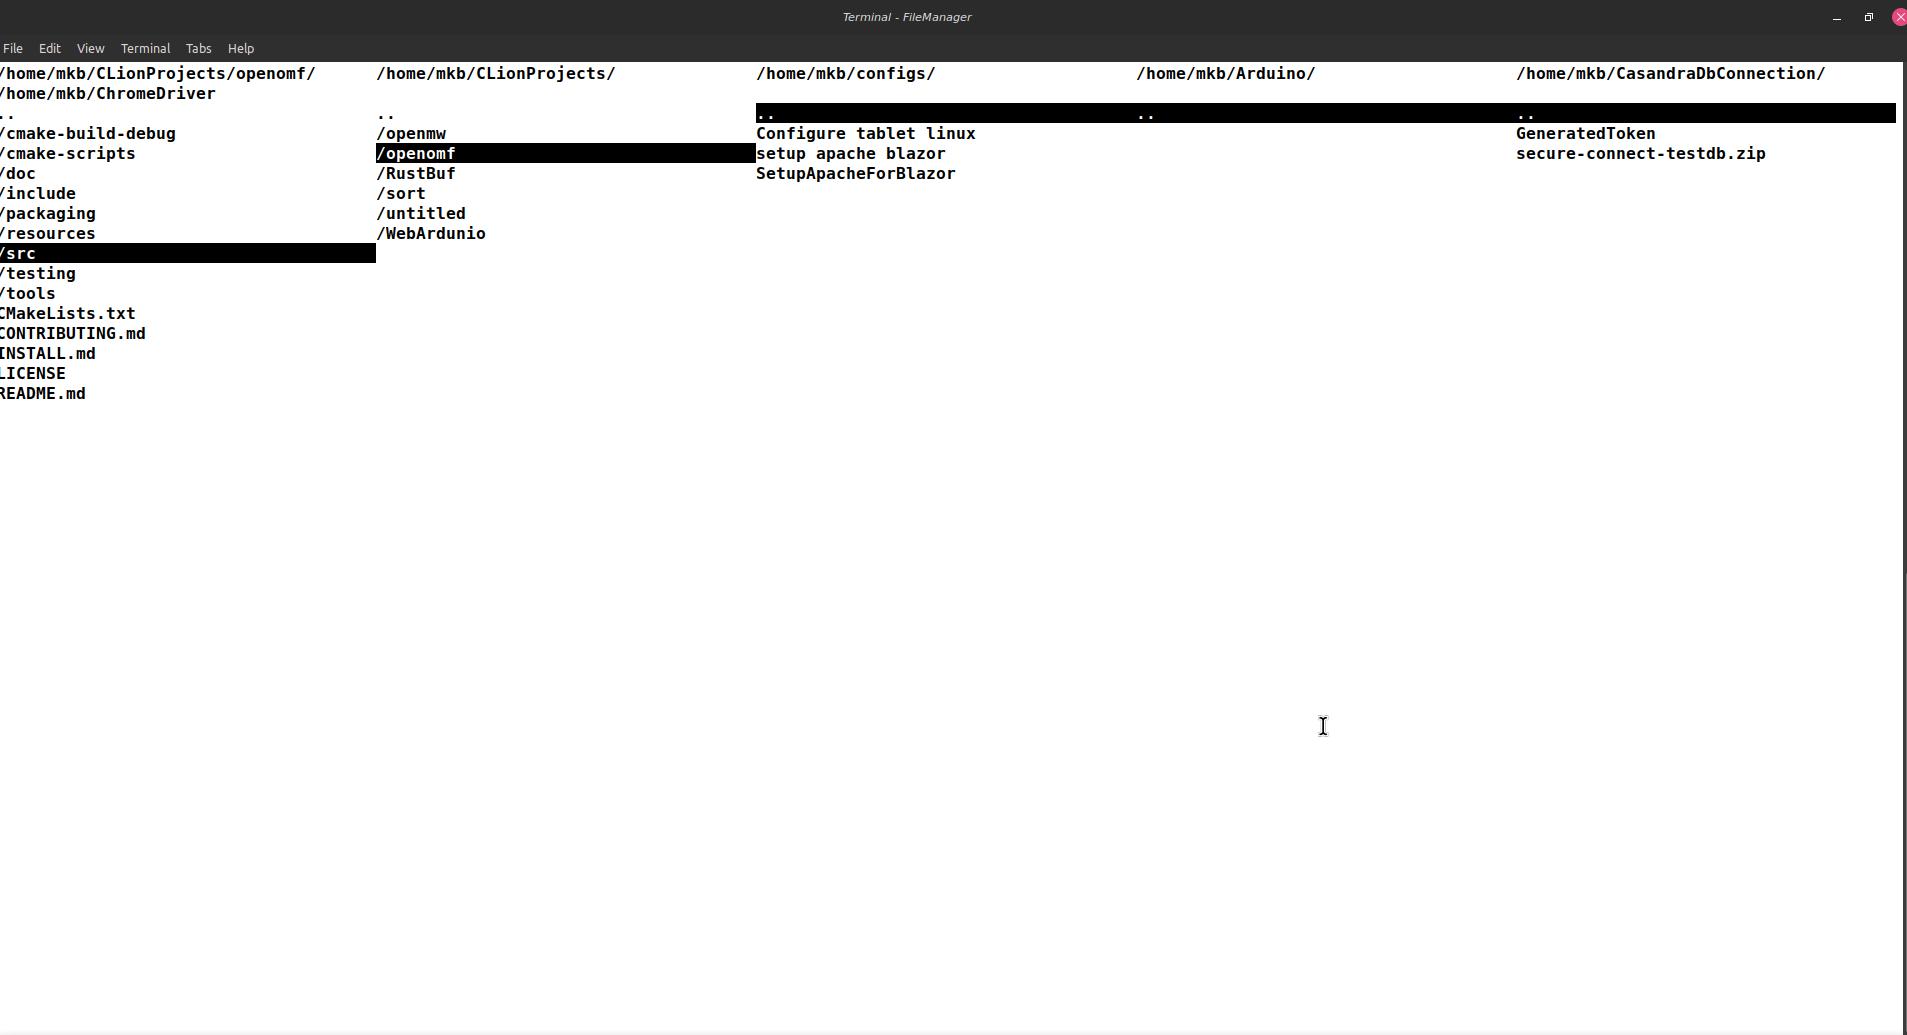 Terminal - FileManager
File Edit View Terminal Tabs Help
/home/mkb/CLionProjects/openomf/ /home/mkb/CLionProjects/ /home/mkb/configs/ /home/mkb/Arduino/ /home/mkb/CasandraDbConnection/
/home/mkb/ChromeDriver
.. .. .. .. ..
/cmake-build-debug /openmw Configure tablet linux GeneratedToken
/cmake-scripts /openomf setup apache blazor secure-connect-testdb.zip
/doc /RustBuf SetupApacheForBlazor
/include /sort
/packaging /untitled
/resources /WebArdunio
/src
/testing
/tools
CMakeLists.txt
CONTRIBUTING.md
INSTALL.md
LICENSE
README.md